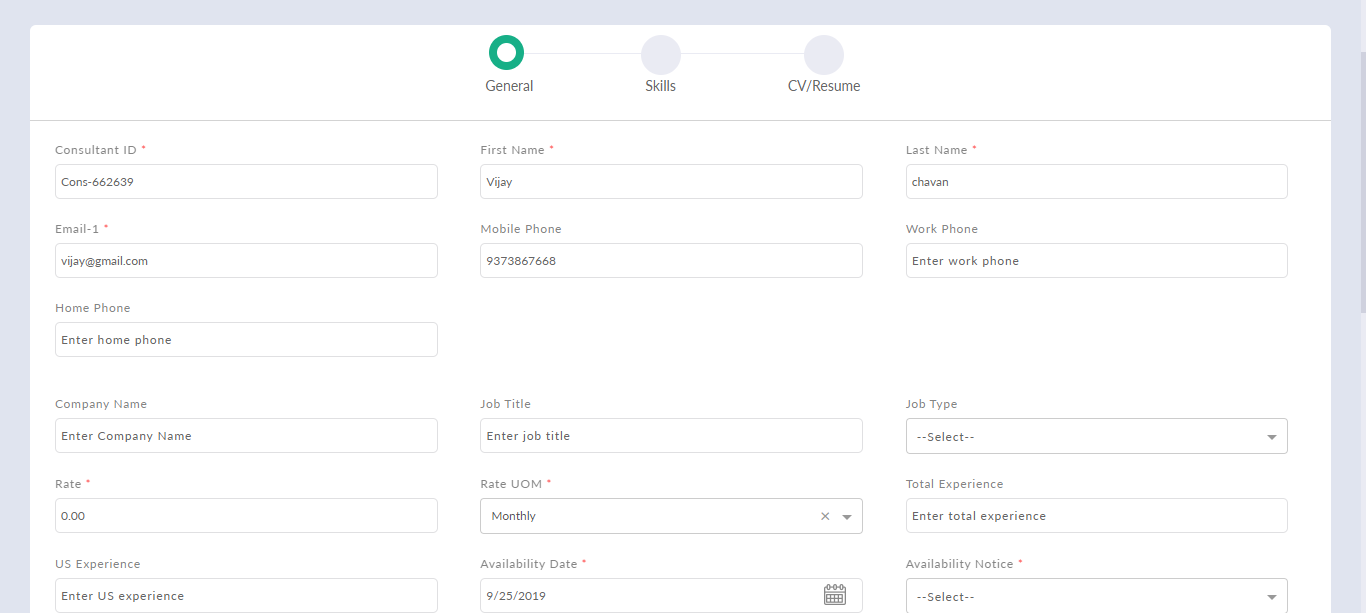 General Skills CV/Resume
Consultant ID * First Name * Last Name *
Cons-662639 Vijay chavan
Email-1 * Mobile Phone Work Phone
vijay@gmail.com 9373867668 Enter work phone
Home Phone
Enter home phone
Company Name Job Title Job Type
Enter Company Name Enter job title --Select--
Rate * Rate UOM * Total Experience
0.00 Monthly × Enter total experience
US Experience Availability Date * Availability Notice *
Enter US experience 9/25/2019 --Select--